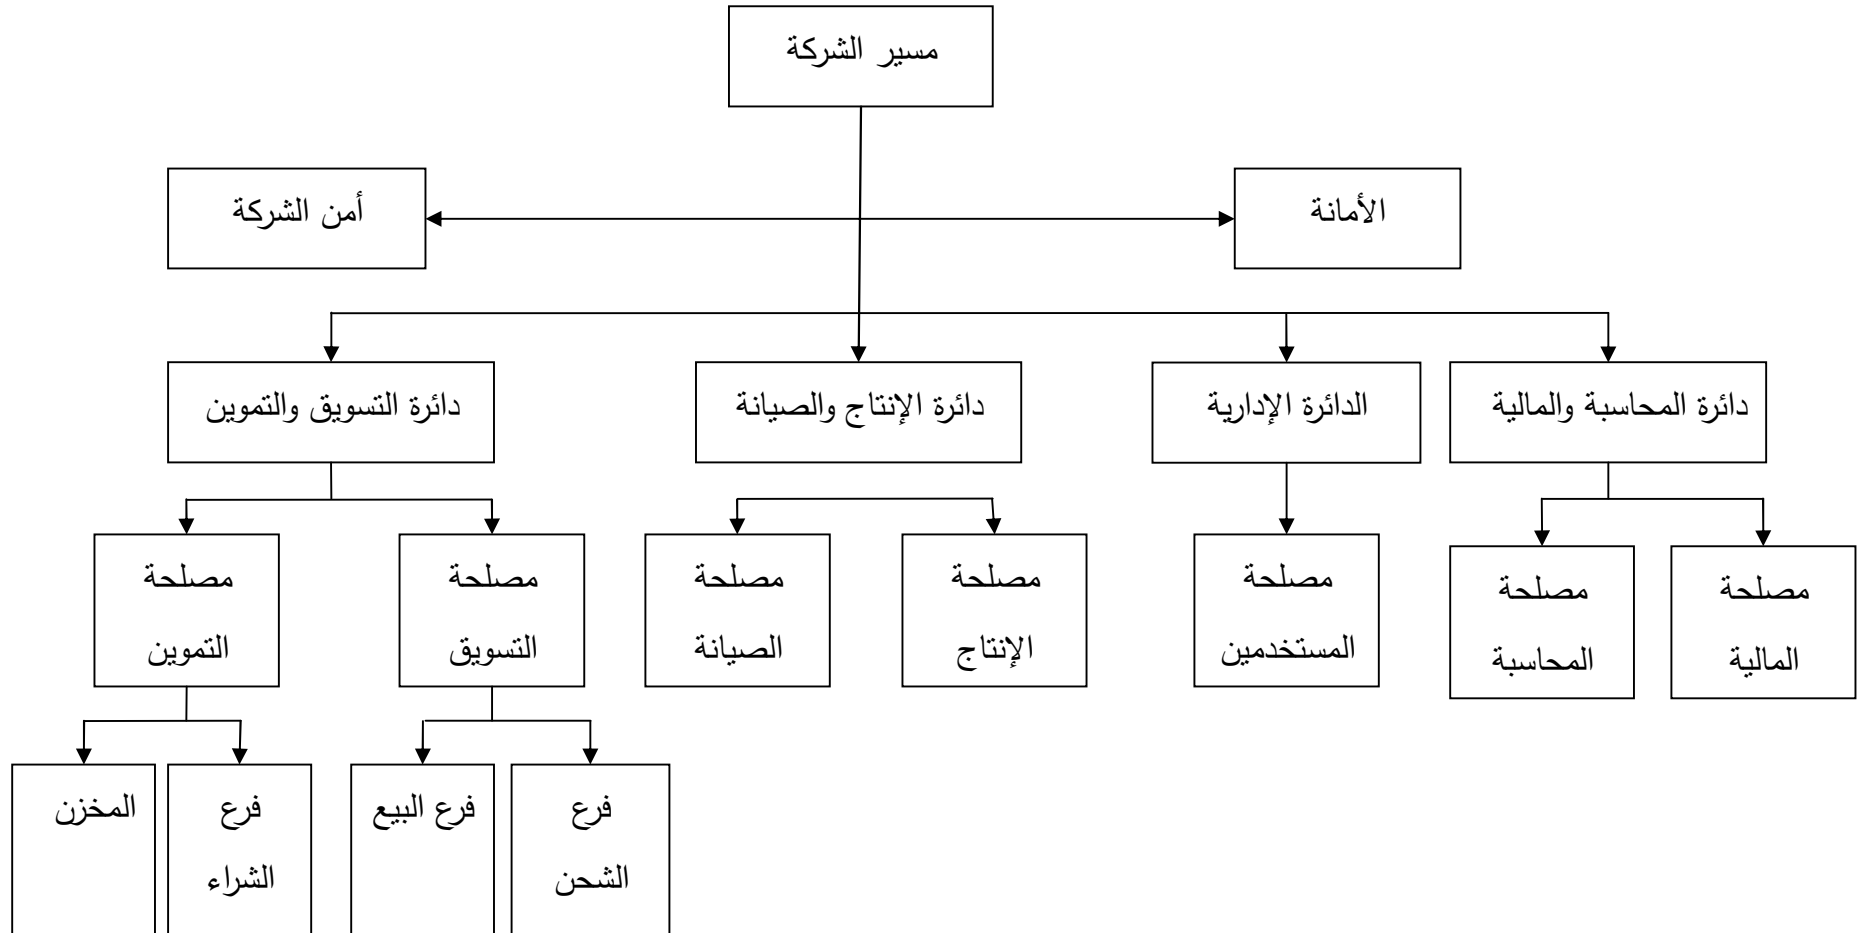 مسير الشركة
الأمانة
أمن الشركة
دائرة المحاسبة والمالية
الدائرة الإدارية
دائرة الإنتاج والصيانة
دائرة التسويق والتموين
مصلحة
المالية
مصلحة
المحاسبة
مصلحة
المستخدمين
مصلحة
الإنتاج
مصلحة
الصيانة
مصلحة
التسويق
مصلحة
التموين
فرع
الشحن
فرع البيع
فرع
الشراء
المخزن